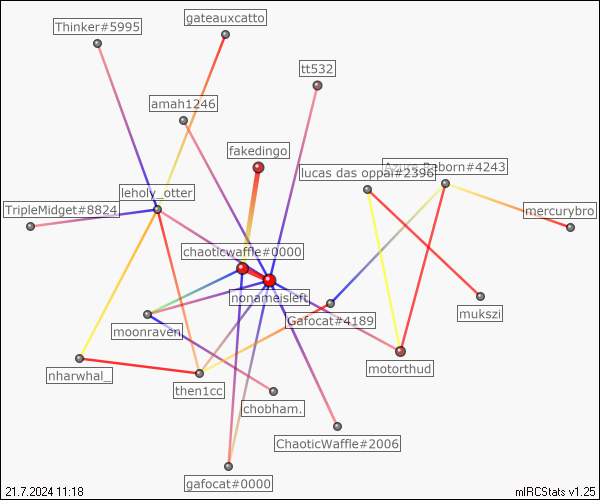 gateauxcatto
Thinker#5995
tt532
amah1246
fakedingo
Azure Reborn#4243
lucas das oppai#2396
leholy_otter
TripleMidget#8824
mercurybro
chaoticwaffle#0000
nonameisleft
mukszi
Gafocat#4189
moonraven
motorthud
nharwhal_
then1cc
chobham.
ChaoticWaffle#2006
gafocat#0000
21.7.2024 11:18
mIRCStats v1.25